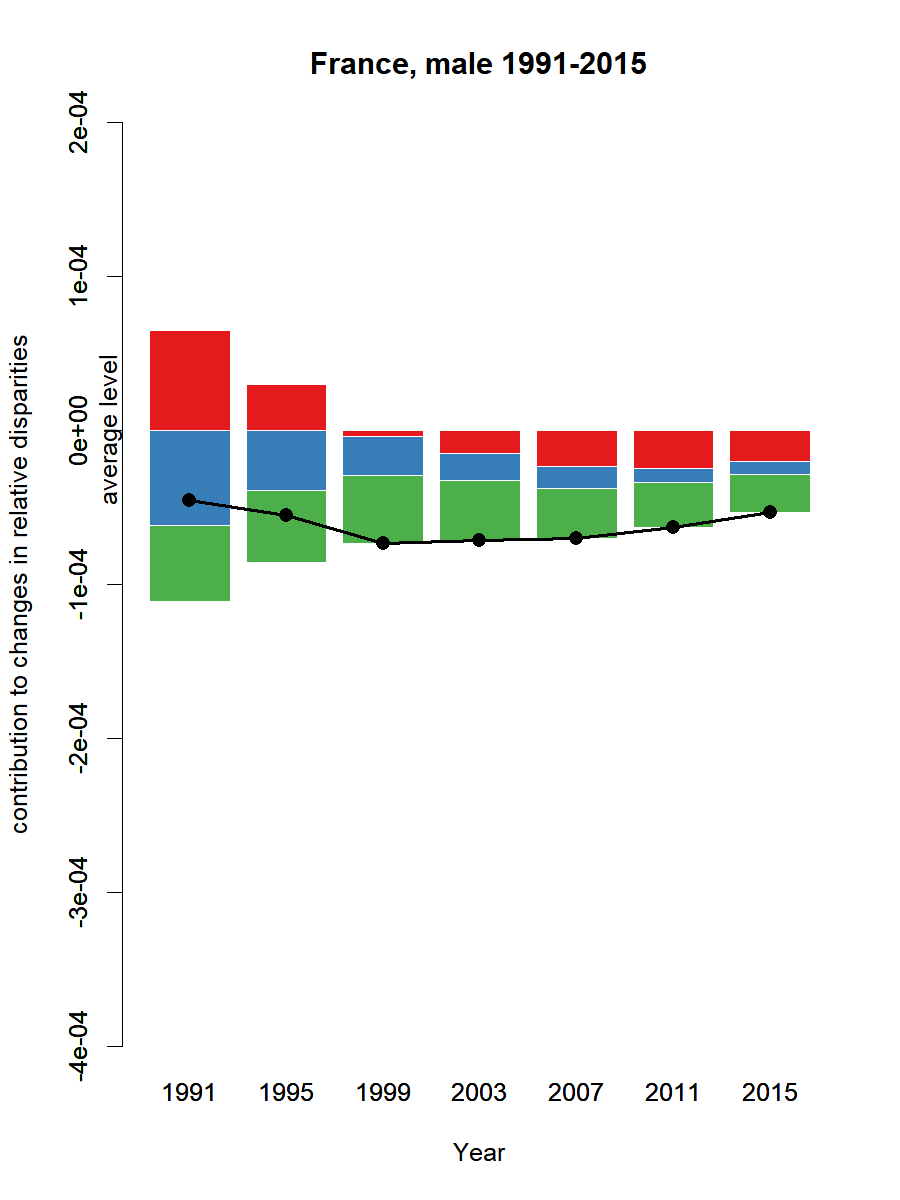 France, male 1991-2015
contribution to changes in relative disparities
average level
2e-04
1e-04
0e+00
-1e-04
-2e-04
-3e-04
-4e-04
1991 1995 1999 2003 2007 2011 2015
Year